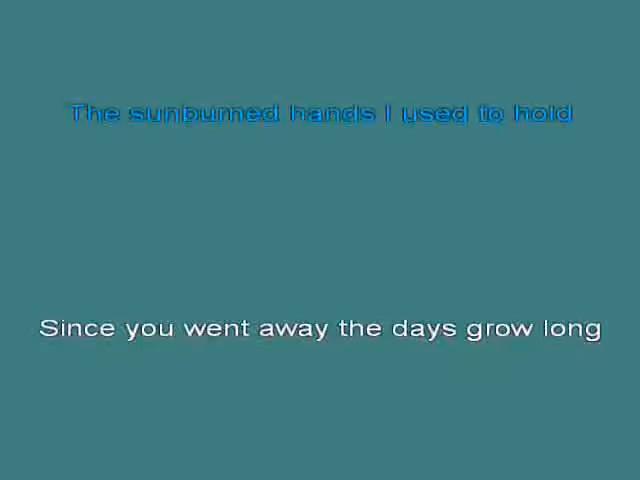 The sunburned hands I used to hold
Since you went away the days grow long